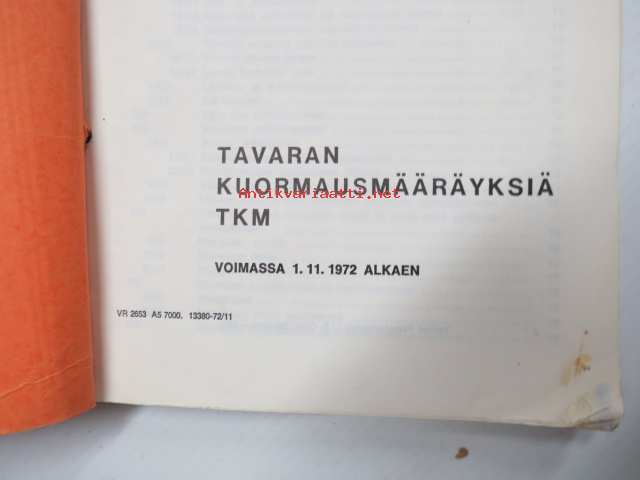 TAVARAN
KUORMAUSMÄÄRÄYKSIÄ
Antikvariaatti.net
TKM
VOIMASSA 1. 11. 1972 ALKAEN
VR 2653 A5 7000. 13380-72/11